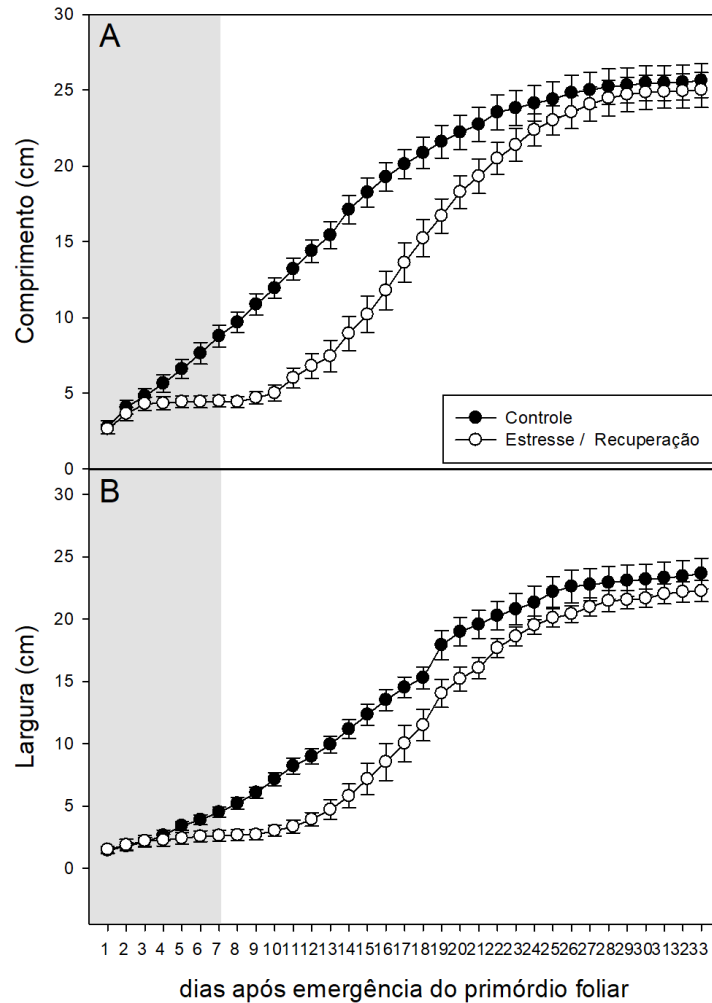 30
A
25
20
Comprimento (cm)
15
10
5
Controle
Estresse / Recuperação
0
B
30
25
20
Largura (cm)
15
10
5
0
1 2 3 4 5 6 7 8 9 10 11 12 13 14 15 16 17 18 19 20 21 22 23 24 25 26 27 28 29 30 31 32 33
dias após emergência do primórdio foliar